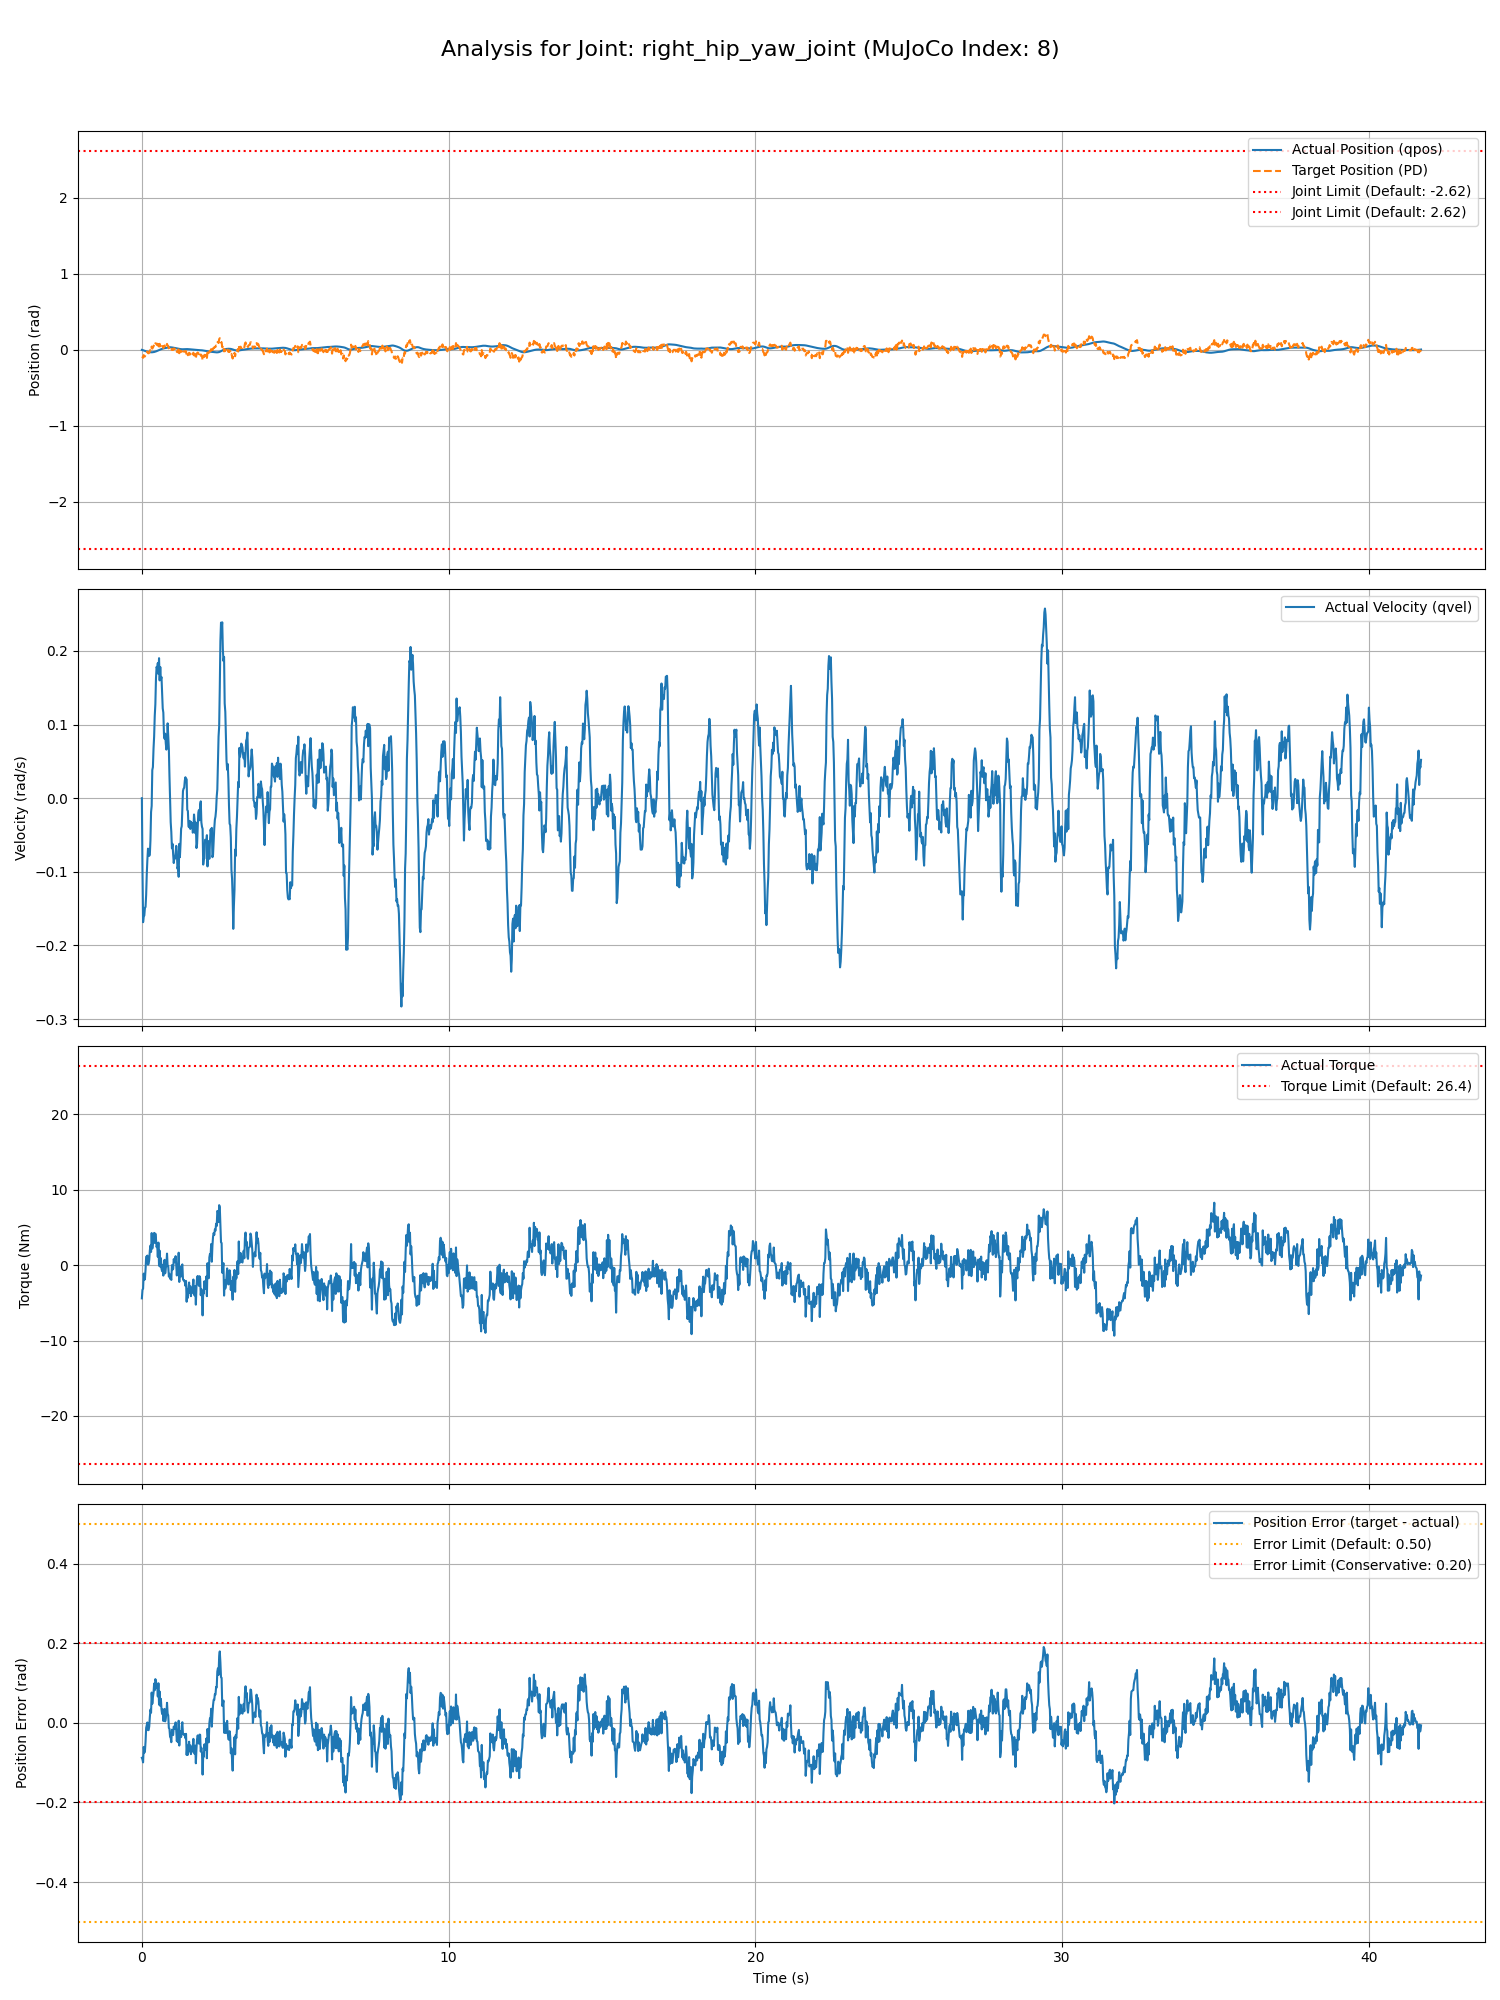 Analysis for Joint: right_hip_yaw_joint (MuJoCo Index: 8)
Position (rad)
2
1
0
−1
−2
Actual Position (qpos)
Target Position (PD)
Joint Limit (Default: -2.62)
Joint Limit (Default: 2.62)
Velocity (rad/s)
0.2
0.1
0.0
−0.1
−0.2
−0.3
Actual Velocity (qvel)
Torque (Nm)
20
10
0
−10
−20
Actual Torque
Torque Limit (Default: 26.4)
Position Error (rad)
0.4
0.2
0.0
−0.2
−0.4
Position Error (target - actual)
Error Limit (Default: 0.50)
Error Limit (Conservative: 0.20)
0
10
20
30
40
Time (s)